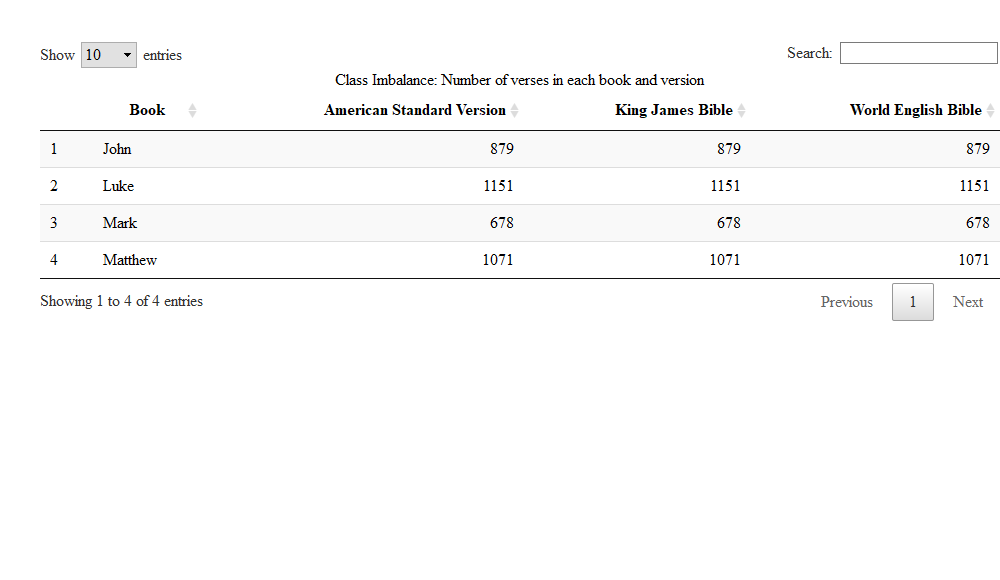 Show 10 entries Search:
Class Imbalance: Number of verses in each book and version
Book American Standard Version King James Bible World English Bible
1 John 879 879 879
2 Luke 1151 1151 1151
3 Mark 678 678 678
4 Matthew 1071 1071 1071
Showing 1 to 4 of 4 entries Previous 1 Next